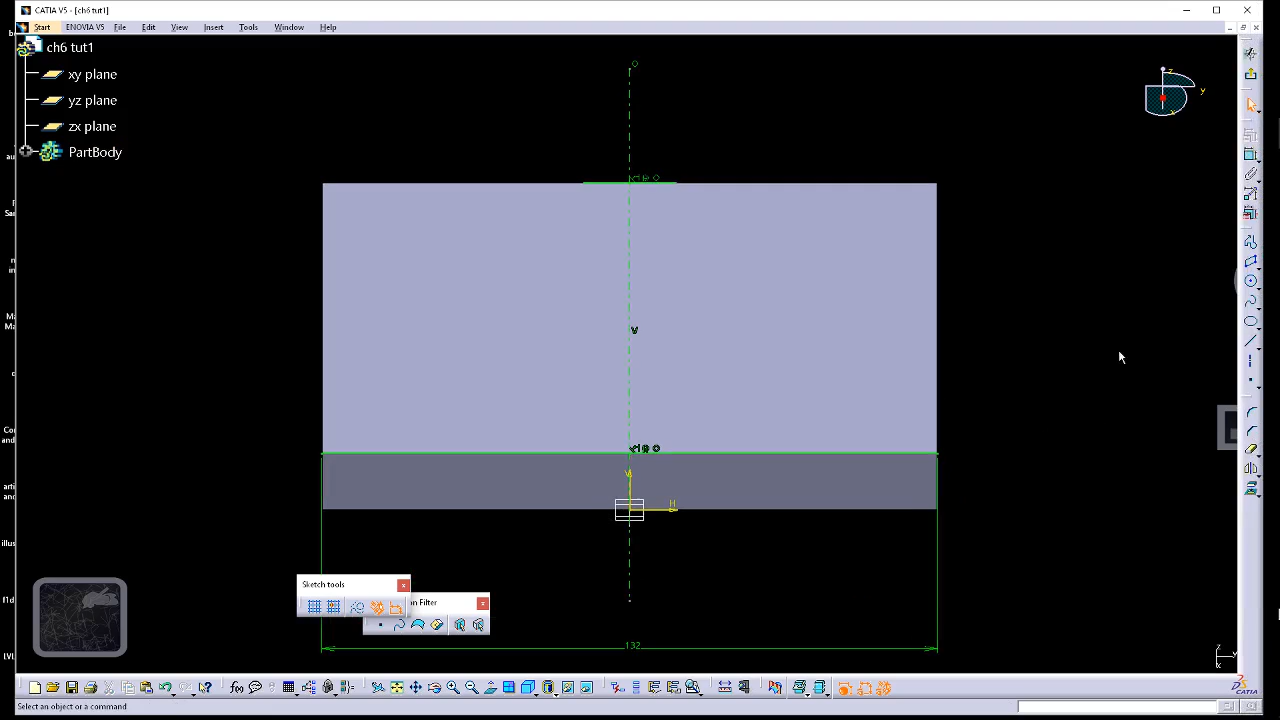 CATIA V5 - [ch6 tut1]
Start ENOVIA V5 File Edit View Insert Tools Window Help
ch6 tut1
xy plane
yz plane
zx plane
PartBody
z
y
x
V
H
Sketch tools
n Filter
132
z
y
x
CATIA
Select an object or a command